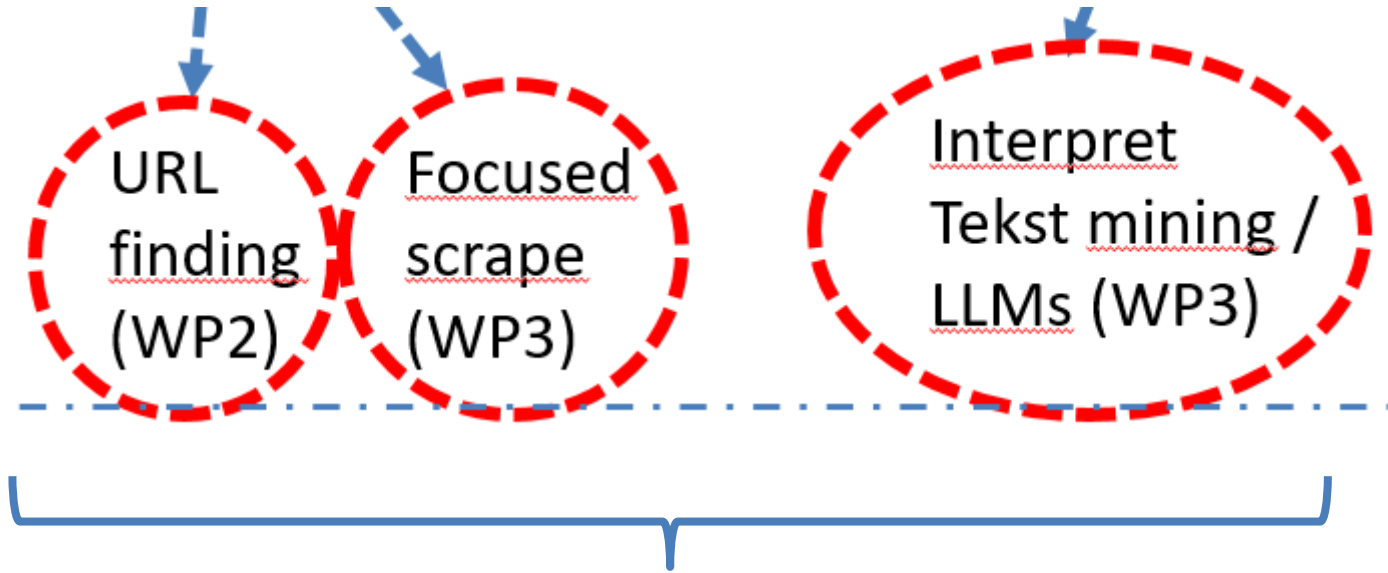 URL
finding
(WP2)
Focused
scrape
(WP3)
Interpret
Tekst mining /
LLMs (WP3)